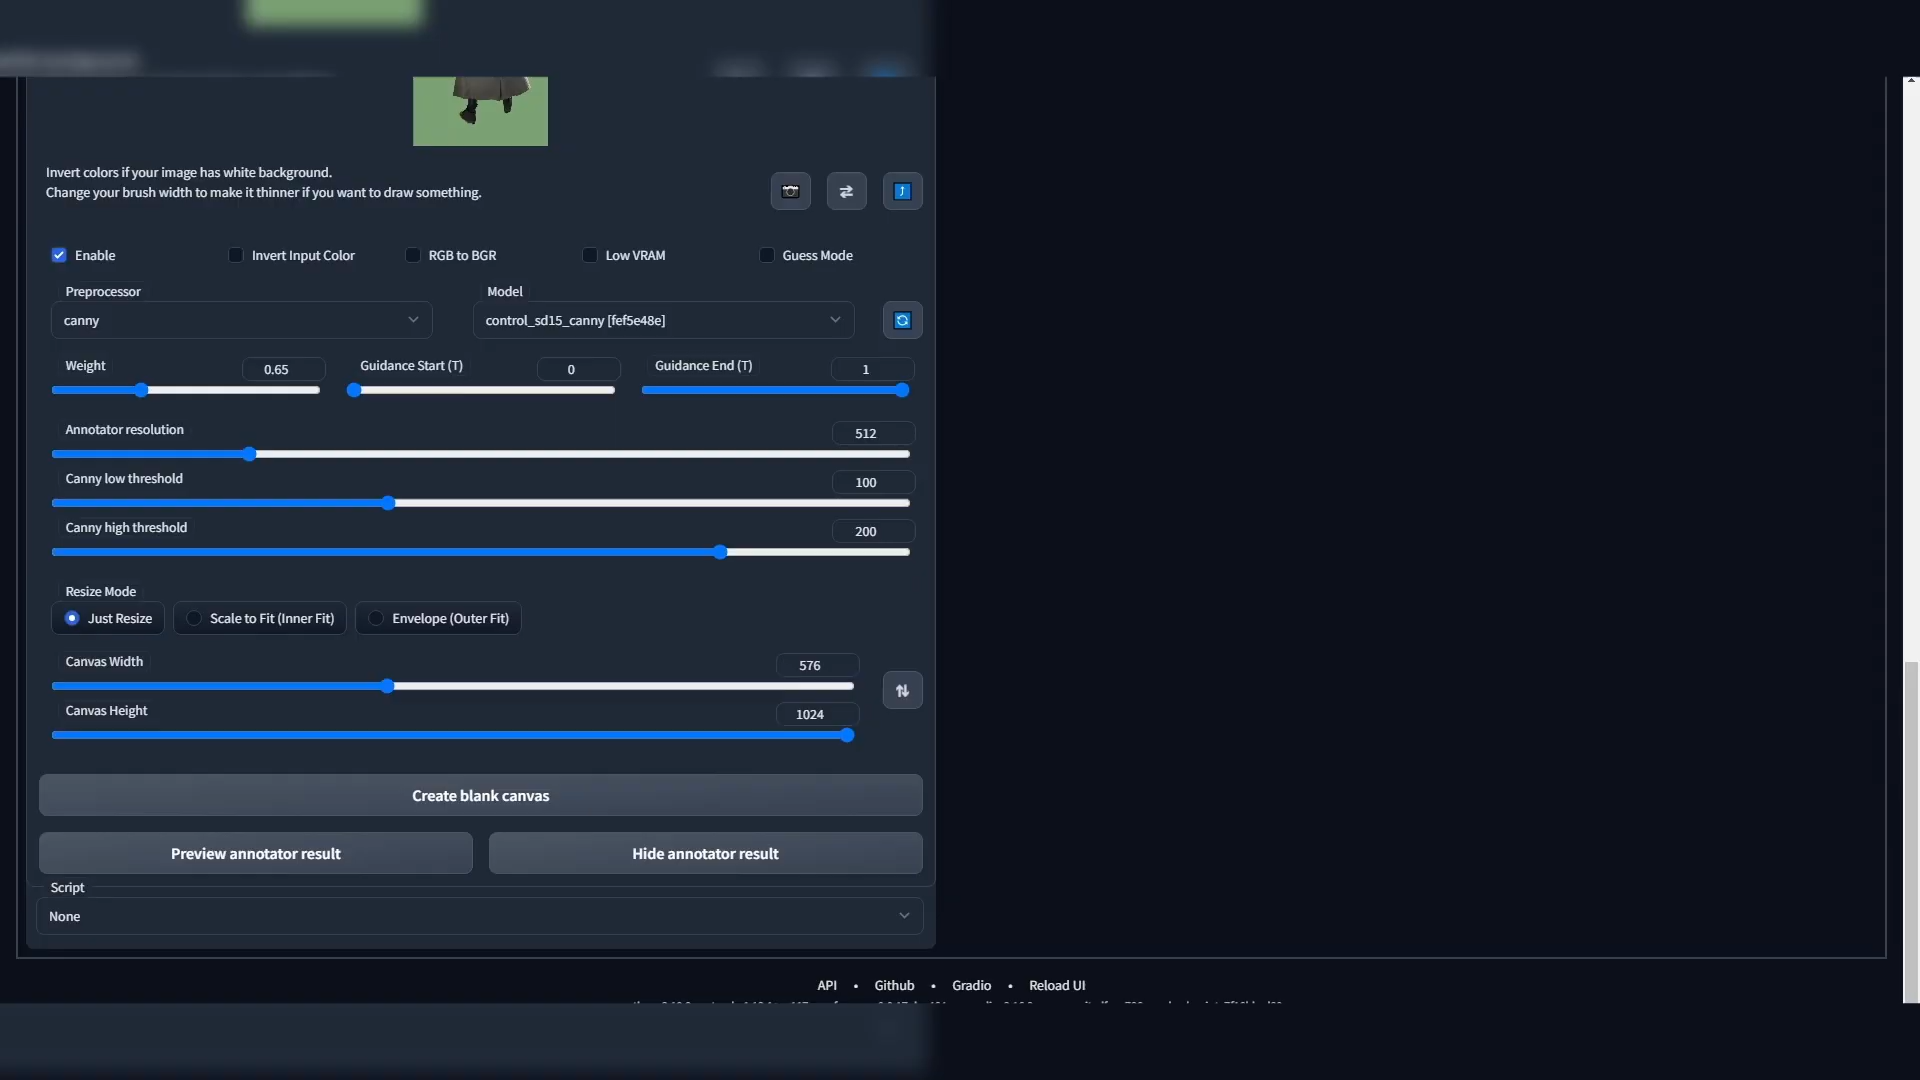 Invert colors if your image has white background.
Change your brush width to make it thinner if you want to draw something.
Enable
Invert Input Color
RGB to BGR
Low VRAM
Guess Mode
Preprocessor
Model
canny
control_sd15_canny [fef5e48e]
Weight
0.65
Guidance Start (T)
0
Guidance End (T)
1
Annotator resolution
512
Canny low threshold
100
Canny high threshold
200
Resize Mode
Just Resize
Scale to Fit (Inner Fit)
Envelope (Outer Fit)
Canvas Width
576
Canvas Height
1024
Create blank canvas
Preview annotator result
Hide annotator result
Script
None
API • Github • Gradio • Reload UI